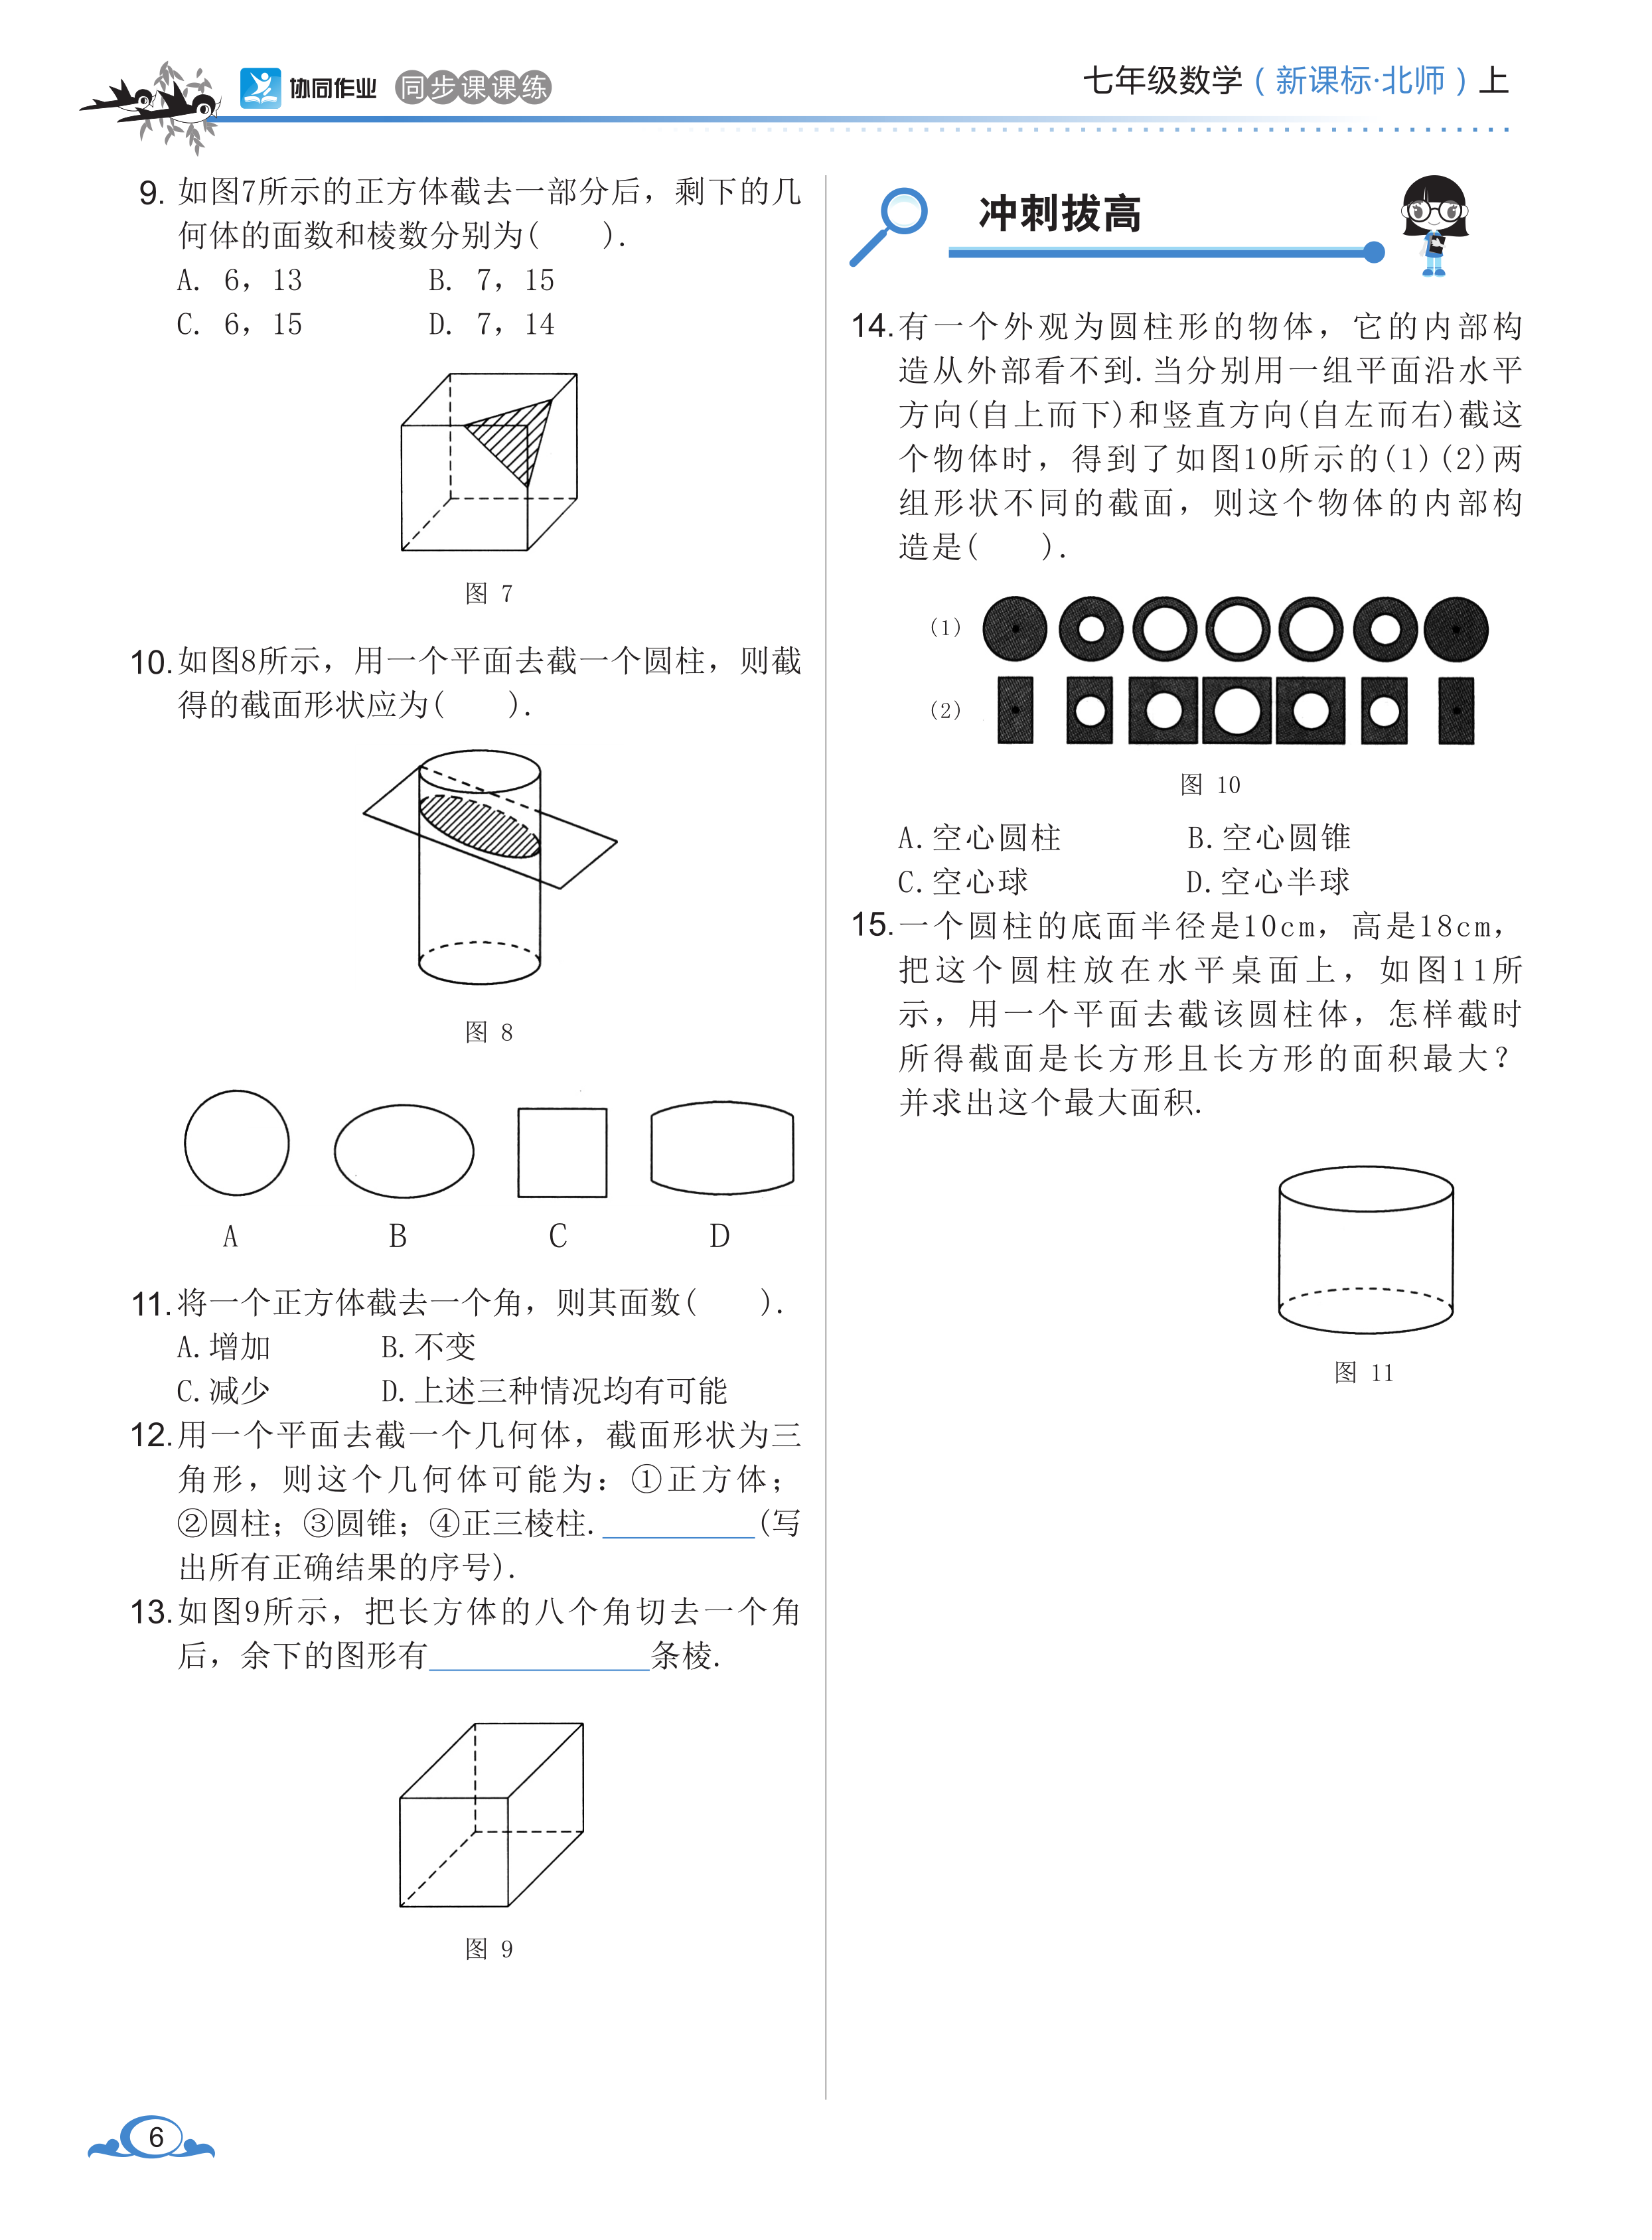 协同作业 同步课课练
七年级数学（新课标·北师）上
9. 如图7所示的正方体截去一部分后，剩下的几
何体的面数和棱数分别为(　　).
A. 6，13　　B. 7，15
C. 6，15　　D. 7，14
图 7
10. 如图8所示，用一个平面去截一个圆柱，则截
得的截面形状应为(　　).
图 8
A　　B　　C　　D
11. 将一个正方体截去一个角，则其面数(　　).
A.增加　　B.不变
C.减少　　D.上述三种情况均有可能
12. 用一个平面去截一个几何体，截面形状为三
角形，则这个几何体可能为：①正方体；
②圆柱；③圆锥；④正三棱柱.__________(写
出所有正确结果的序号).
13. 如图9所示，把长方体的八个角切去一个角
后，余下的图形有______________条棱.
图 9
冲刺拔高
14. 有一个外观为圆柱形的物体，它的内部构
造从外部看不到.当分别用一组平面沿水平
方向(自上而下)和竖直方向(自左而右)截这
个物体时，得到了如图10所示的(1)(2)两
组形状不同的截面，则这个物体的内部构
造是(　　).
(1)
(2)
图 10
A.空心圆柱　　B.空心圆锥
C.空心球　　D.空心半球
15. 一个圆柱的底面半径是10cm，高是18cm，
把这个圆柱放在水平桌面上，如图11所
示，用一个平面去截该圆柱体，怎样截时
所得截面是长方形且长方形的面积最大？
并求出这个最大面积.
图 11
6